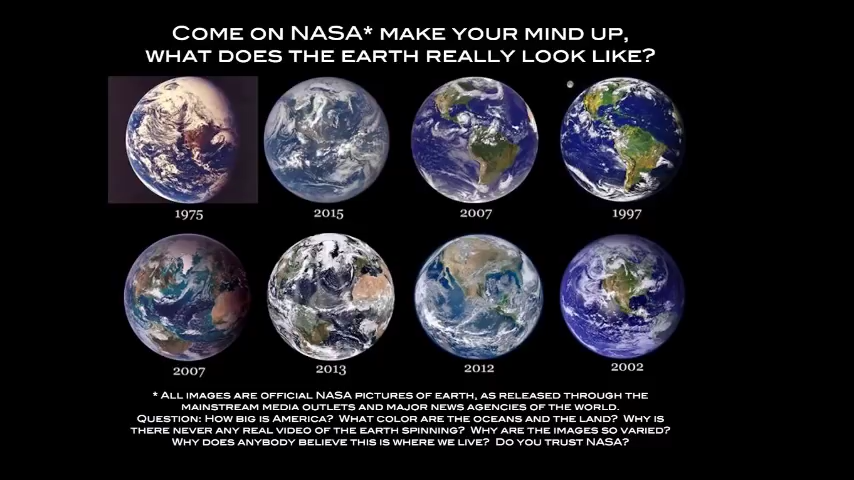 Come on NASA* make your mind up,
what does the earth really look like?
1975
2015
2007
1997
2007
2013
2012
2002
* All images are official NASA pictures of earth, as released through the
mainstream media outlets and major news agencies of the world.
Question: How big is America? What color are the oceans and the land? Why is
there never any real video of the earth spinning? Why are the images so varied?
Why does anybody believe this is where we live? Do you trust NASA?